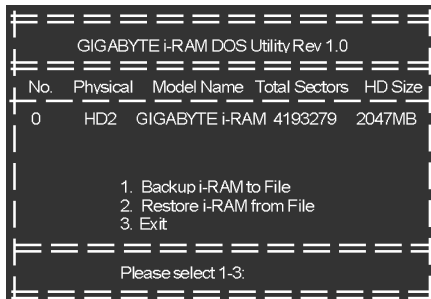 GIGABYTE i-RAM DOS Utility Rev 1.0
No. Physical Model Name Total Sectors HD Size
0 HD2 GIGABYTE i-RAM 4193279 2047MB
1. Backup i-RAM to File
2. Restore i-RAM from File
3. Exit
Please select 1-3: